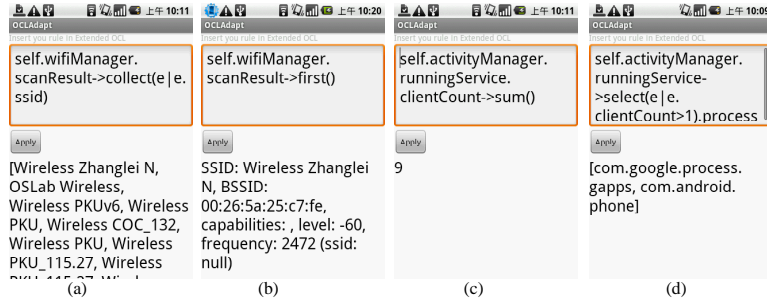 上午 10:11
OCLAdapt
Insert you rule in Extended OCL
self.wifiManager.
scanResult->collect(e|e.
ssid)
Apply
[Wireless Zhanglei N,
OSLab Wireless,
Wireless PKUv6, Wireless
PKU, Wireless COC_132,
Wireless PKU, Wireless
PKU_115.27, Wireless
(a)
上午 10:20
OCLAdapt
Insert you rule in Extended OCL
self.wifiManager.
scanResult->first()
Apply
SSID: Wireless Zhanglei
N, BSSID:
00:26:5a:25:c7:fe,
capabilities: , level: -60,
frequency: 2472 (ssid:
null)
(b)
上午 10:11
OCLAdapt
Insert you rule in Extended OCL
self.activityManager.
runningService.
clientCount->sum()
Apply
9
(c)
上午 10:09
OCLAdapt
Insert you rule in Extended OCL
self.activityManager.
runningService-
>select(e|e.
clientCount>1).process
Apply
[com.google.process.
gapps, com.android.
phone]
(d)